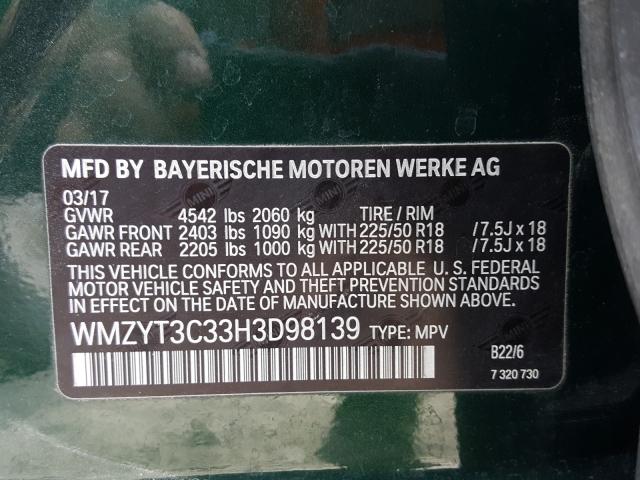 MFD BY BAYERISCHE MOTOREN WERKE AG
03/17
GVWR 4542 lbs 2060 kg TIRE / RIM
GAWR FRONT 2403 lbs 1090 kg WITH 225/50 R18 /7.5J x 18
GAWR REAR 2205 lbs 1000 kg WITH 225/50 R18 /7.5J x 18
THIS VEHICLE CONFORMS TO ALL APPLICABLE U. S. FEDERAL
MOTOR VEHICLE SAFETY AND THEFT PREVENTION STANDARDS
IN EFFECT ON THE DATE OF MANUFACTURE SHOWN ABOVE.
WMZYT3C33H3D98139 TYPE: MPV
B22/6
7 320 730